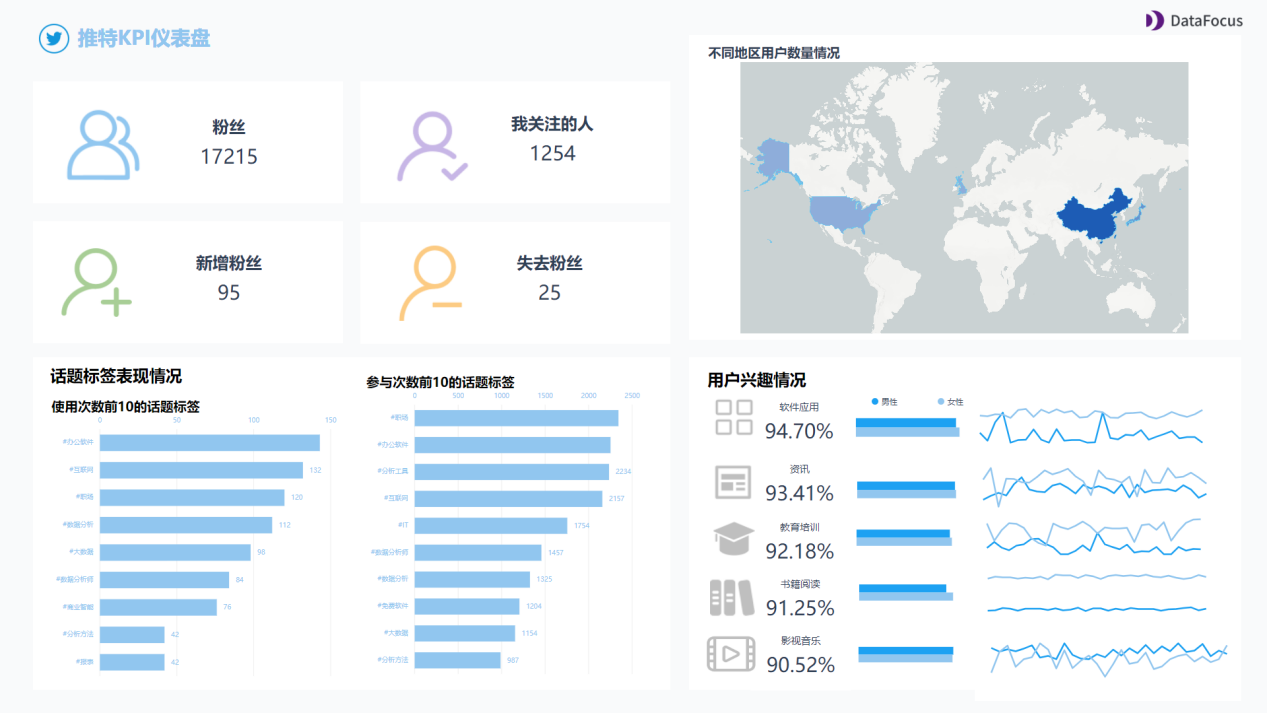 推特KPI仪表盘
DataFocus
粉丝
17215
我关注的人
1254
新增粉丝
95
失去粉丝
25
不同地区用户数量情况
话题标签表现情况
使用次数前10的话题标签
0 50 100 150
#办公软件
#互联网 132
#职场 120
#数据分析 112
#大数据 98
#数据分析师 84
#商业智能 76
#分析方法 42
#报表 42
参与次数前10的话题标签
0 500 1000 1500 2000 2500
#职场
#办公软件
#分析工具 2234
#互联网 2157
#IT 1754
#数据分析师 1457
#数据分析 1325
#免费软件 1204
#大数据 1154
#分析方法 987
用户兴趣情况
男性 女性
软件应用
94.70%
资讯
93.41%
教育培训
92.18%
书籍阅读
91.25%
影视音乐
90.52%